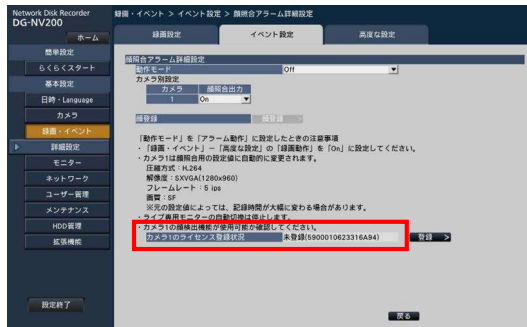 Network Disk Recorder
DG-NV200
録画・イベント > イベント設定 > 顔照合アラーム詳細設定
ホーム
録画設定
イベント設定
高度な設定
簡単設定
らくらくスタート
基本設定
日時・Language
カメラ
録画・イベント
詳細設定
モニター
ネットワーク
ユーザー管理
メンテナンス
HDD管理
拡張機能
設定終了
顔照合アラーム詳細設定
動作モード Off
カメラ別設定
カメラ 顔照合出力
1 On
顔登録 顔登録 >
「動作モード」を「アラーム動作」に設定したときの注意事項
・「録画・イベント」－「高度な設定」の「録画動作」を「On」に設定してください。
・カメラ1は顔照合用の設定値に自動的に変更されます。
圧縮方式：H.264
解像度：SXVGA(1280x960)
フレームレート：5 ips
画質：SF
※元の設定値によっては、記録時間が大幅に変わる場合があります。
・ライブ専用モニターの自動切換は停止します。
・カメラ1の顔検出機能が使用可能か確認してください。
カメラ1のライセンス登録状況 未登録(5900010623316A94) 登録 >
戻る